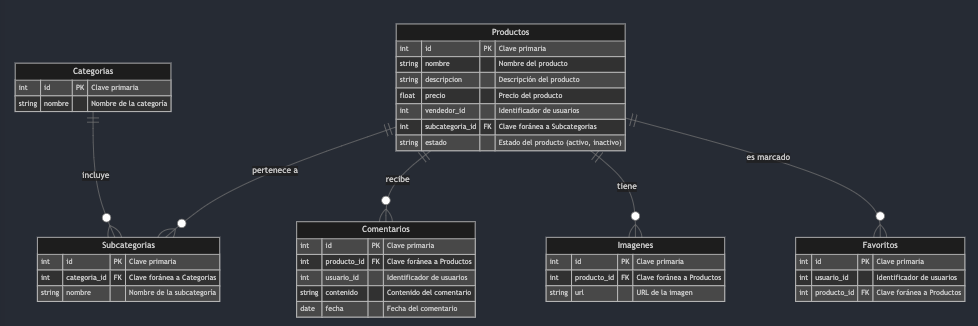 Productos
int id PK Clave primaria
string nombre Nombre del producto
string descripcion Descripción del producto
float precio Precio del producto
int vendedor_id Identificador de usuarios
int subcategoria_id FK Clave foránea a Subcategorias
string estado Estado del producto (activo, inactivo)
Categorias
int id PK Clave primaria
string nombre Nombre de la categoría
incluye
pertenece a
recibe
tiene
es marcado
Subcategorias
int id PK Clave primaria
int categoria_id FK Clave foránea a Categorias
string nombre Nombre de la subcategoría
Comentarios
int id PK Clave primaria
int producto_id FK Clave foránea a Productos
int usuario_id Identificador de usuarios
string contenido Contenido del comentario
date fecha Fecha del comentario
Imagenes
int id PK Clave primaria
int producto_id FK Clave foránea a Productos
string url URL de la imagen
Favoritos
int id PK Clave primaria
int usuario_id Identificador de usuarios
int producto_id FK Clave foránea a Productos